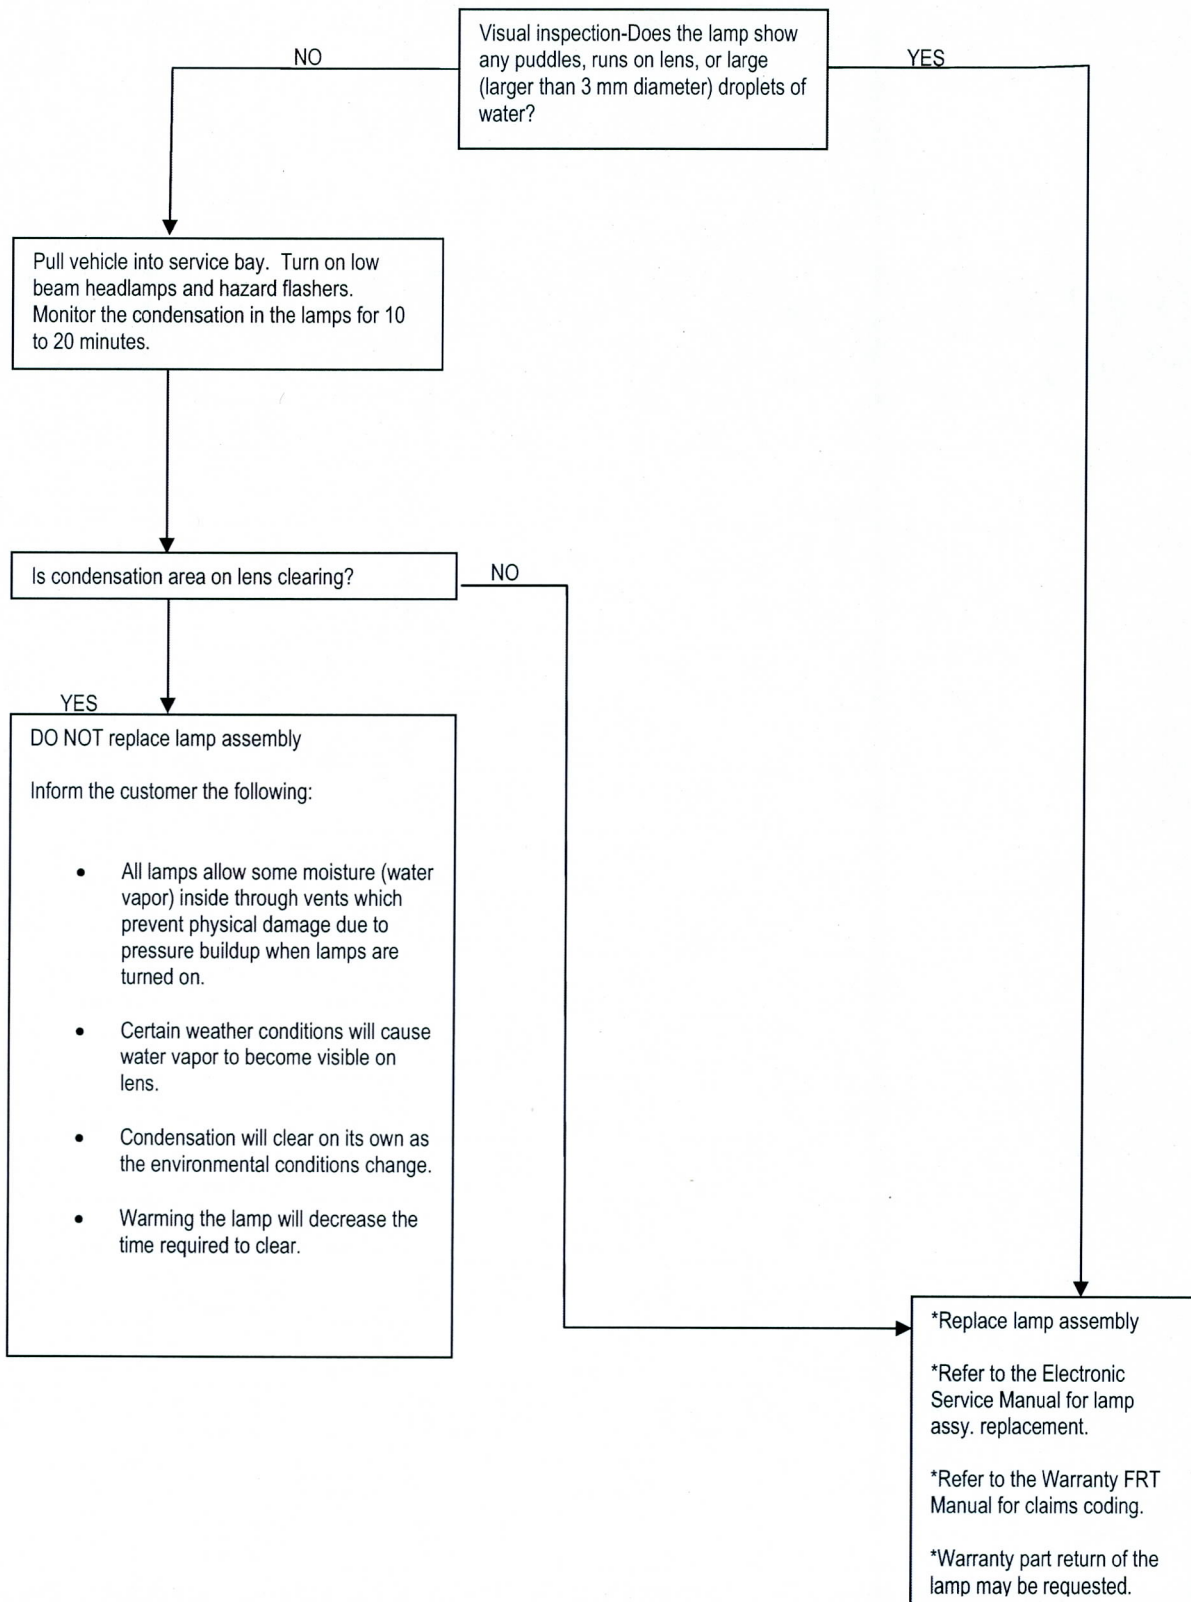 Visual inspection-Does the lamp show
any puddles, runs on lens, or large
(larger than 3 mm diameter) droplets of
water?
NO
YES
Pull vehicle into service bay.  Turn on low
beam headlamps and hazard flashers.
Monitor the condensation in the lamps for 10
to 20 minutes.
Is condensation area on lens clearing?
NO
YES
DO NOT replace lamp assembly
Inform the customer the following:
• All lamps allow some moisture (water
vapor) inside through vents which
prevent physical damage due to
pressure buildup when lamps are
turned on.
• Certain weather conditions will cause
water vapor to become visible on
lens.
• Condensation will clear on its own as
the environmental conditions change.
• Warming the lamp will decrease the
time required to clear.
*Replace lamp assembly
*Refer to the Electronic
Service Manual for lamp
assy. replacement.
*Refer to the Warranty FRT
Manual for claims coding.
*Warranty part return of the
lamp may be requested.